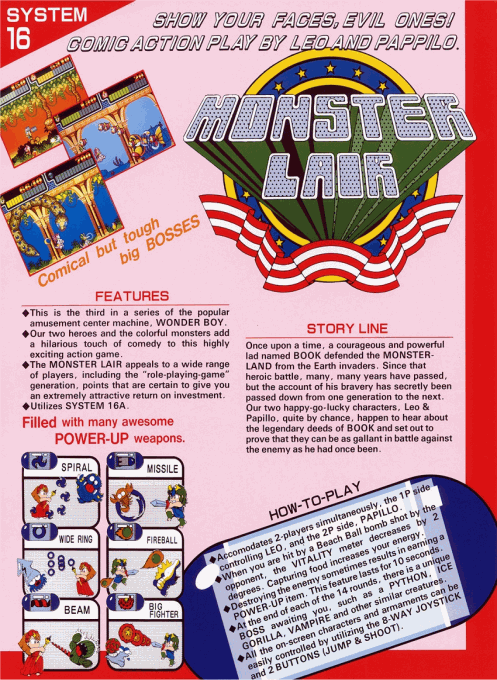 SYSTEM
16
SHOW YOUR FACES, EVIL ONES!
COMIC ACTION PLAY BY LEO AND PAPPILO.
MONSTER
LAIR
Comical but tough
big BOSSES
FEATURES
◆This is the third in a series of the popular
amusement center machine, WONDER BOY.
◆Our two heroes and the colorful monsters add
a hilarious touch of comedy to this highly
exciting action game.
◆The MONSTER LAIR appeals to a wide range
of players, including the "role-playing-game"
generation, points that are certain to give you
an extremely attractive return on investment.
◆Utilizes SYSTEM 16A.
Filled with many awesome
POWER-UP weapons.
SPIRAL
MISSILE
WIDE RING
FIREBALL
BEAM
BIG
FIGHTER
STORY LINE
Once upon a time, a courageous and powerful
lad named BOOK defended the MONSTER-
LAND from the Earth invaders. Since that
heroic battle, many, many years have passed,
but the account of his bravery has secretly been
passed down from one generation to the next.
Our two happy-go-lucky characters, Leo &
Papillo, quite by chance, happen to hear about
the legendary deeds of BOOK and set out to
prove that they can be as gallant in battle against
the enemy as he had once been.
HOW-TO-PLAY
◆Accomodates 2-players simultaneously, the 1P side
controlling LEO, and the 2P side, PAPILLO.
◆When you are hit by a Beach Ball bomb shot by the
opponent, the VITALITY meter decreases by 2
degrees. Capturing food increases your energy.
◆Destroying the enemy sometimes results in earning a
POWER-UP item. This feature lasts for 10 seconds.
◆At the end of each of the 14 rounds, there is a unique
BOSS awaiting you, such as a PYTHON, ICE
GORILLA, VAMPIRE and other similar creatures.
◆All the on-screen characters and armaments can be
easily controlled by utilizing the 8-WAY JOYSTICK
and 2 BUTTONS (JUMP & SHOOT).